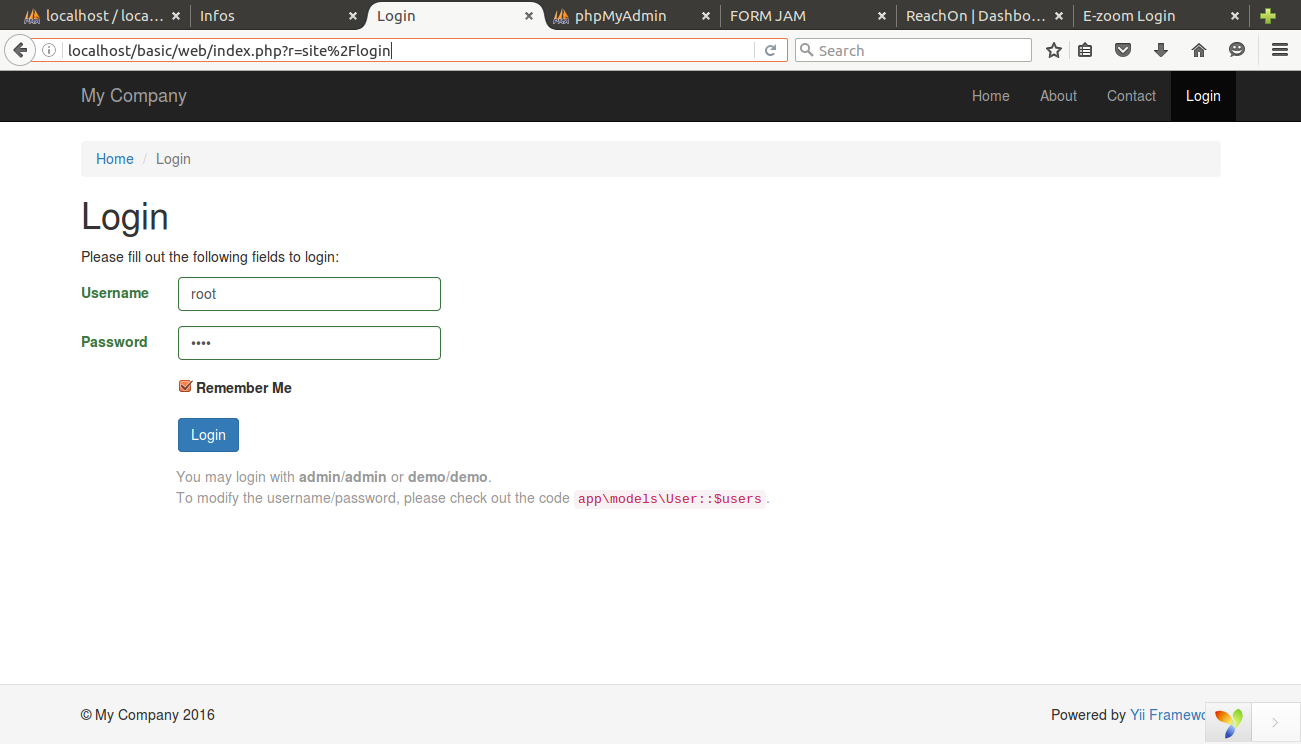 localhost / loca... Infos Login phpMyAdmin FORM JAM ReachOn | Dashbo... E-zoom Login
localhost/basic/web/index.php?r=site%2Flogin Search
My Company Home About Contact Login
Home / Login
Login
Please fill out the following fields to login:
Username root
Password ••••
Remember Me
Login
You may login with admin/admin or demo/demo.
To modify the username/password, please check out the code app\models\User::$users.
© My Company 2016 Powered by Yii Framewo